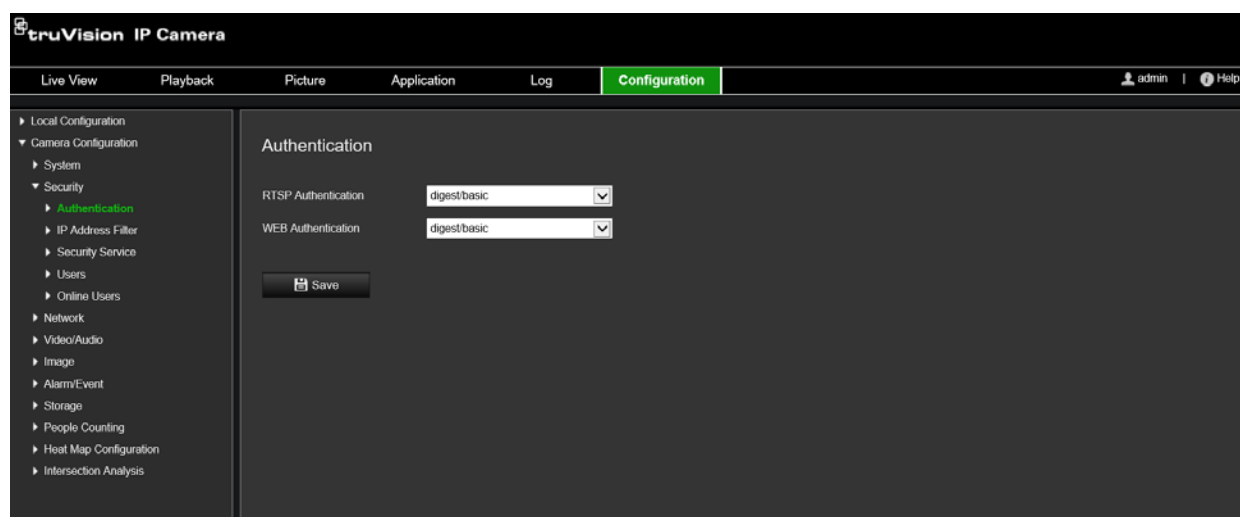 truVision IP Camera
Live View Playback Picture Application Log Configuration admin | Help
Local Configuration
Camera Configuration
System
Security
Authentication
IP Address Filter
Security Service
Users
Online Users
Network
Video/Audio
Image
Alarm/Event
Storage
People Counting
Heat Map Configuration
Intersection Analysis
Authentication
RTSP Authentication digest/basic
WEB Authentication digest/basic
Save